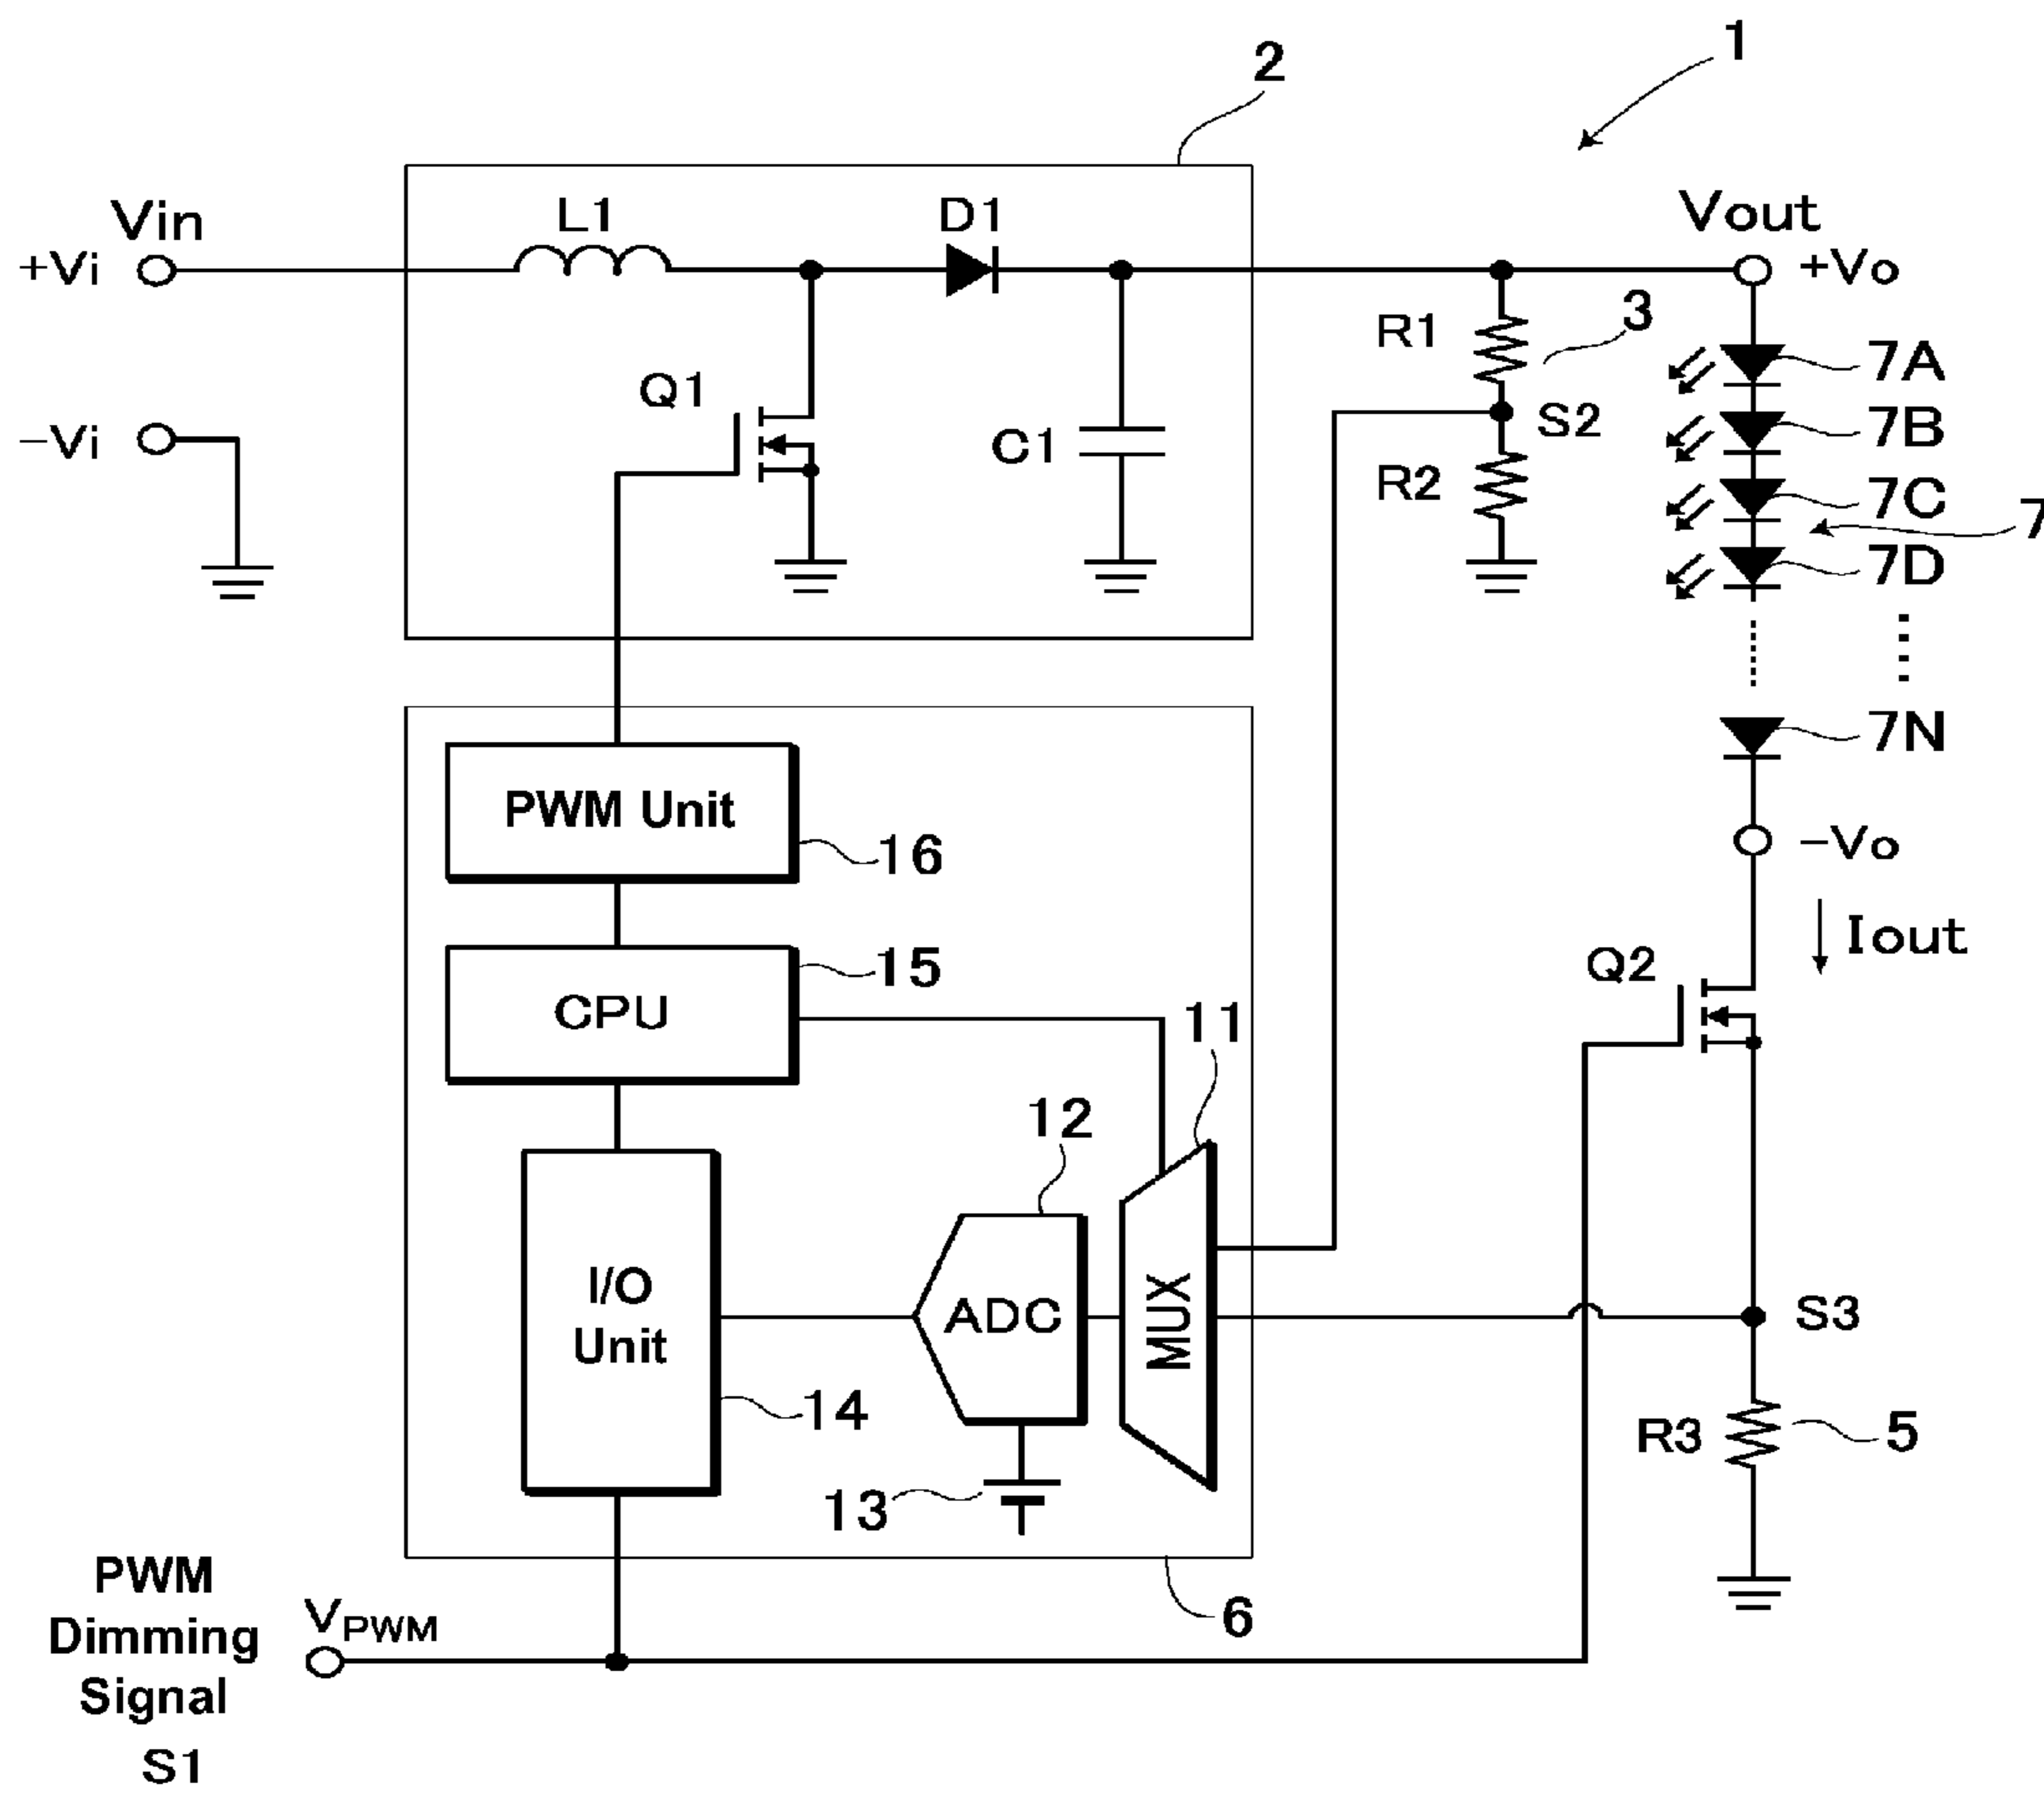 1
2
Vin
L1
D1
Vout
+Vi
+Vo
3
R1
7A
Q1
S2
7B
−Vi
C1
R2
7C
7
7D
7N
PWM Unit
16
−Vo
15
Iout
Q2
CPU
11
12
I/O
Unit
ADC
MUX
S3
14
R3
5
13
PWM
Dimming
Signal
S1
VPWM
6